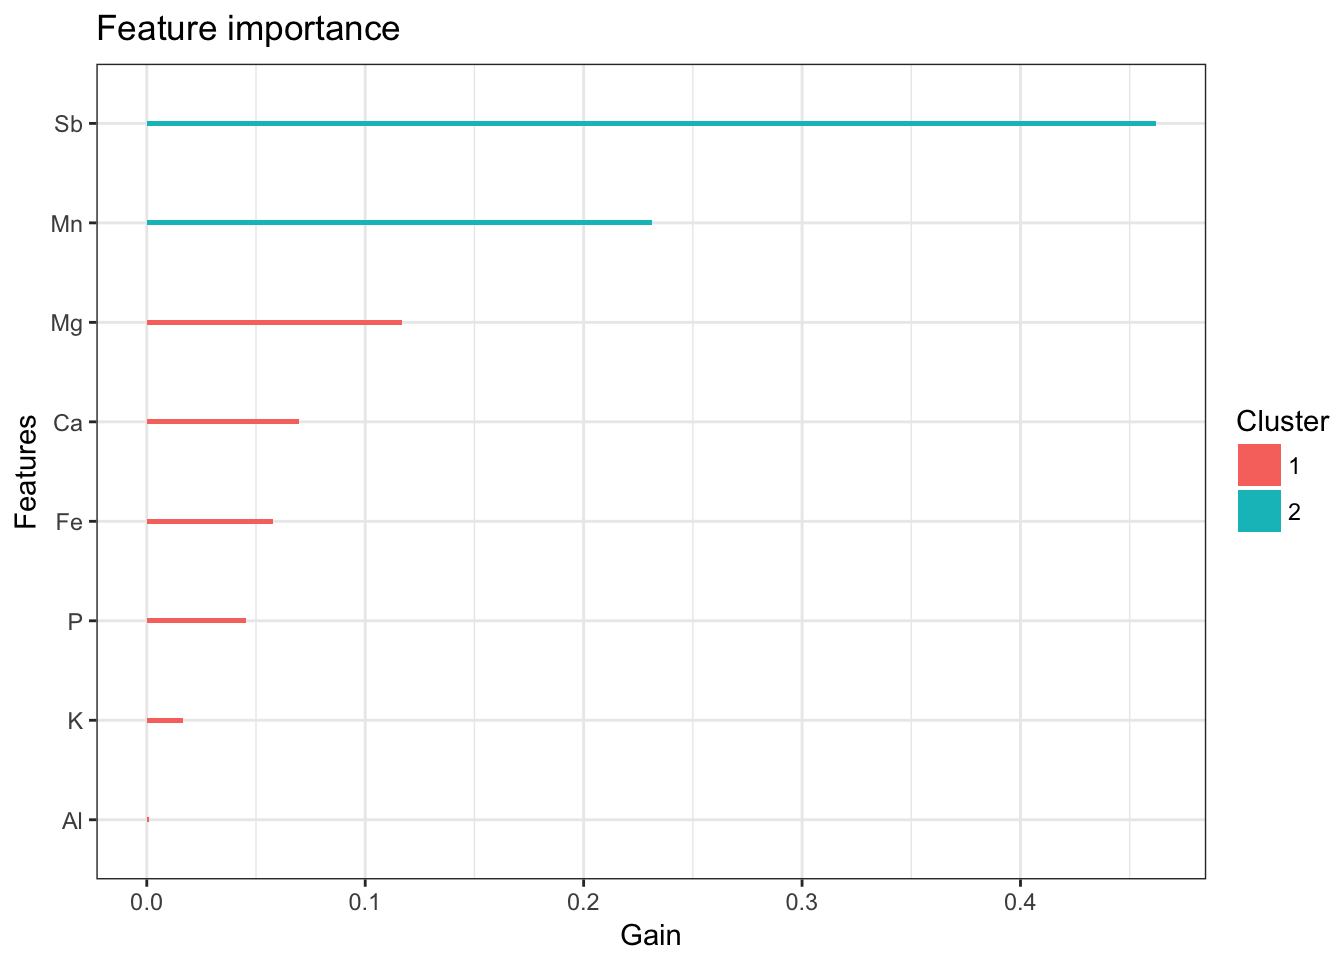 Feature importance
Sb
Mn
Mg
Ca
Fe
P
K
Al
Features
0.0 0.1 0.2 0.3 0.4
Gain
Cluster
1
2